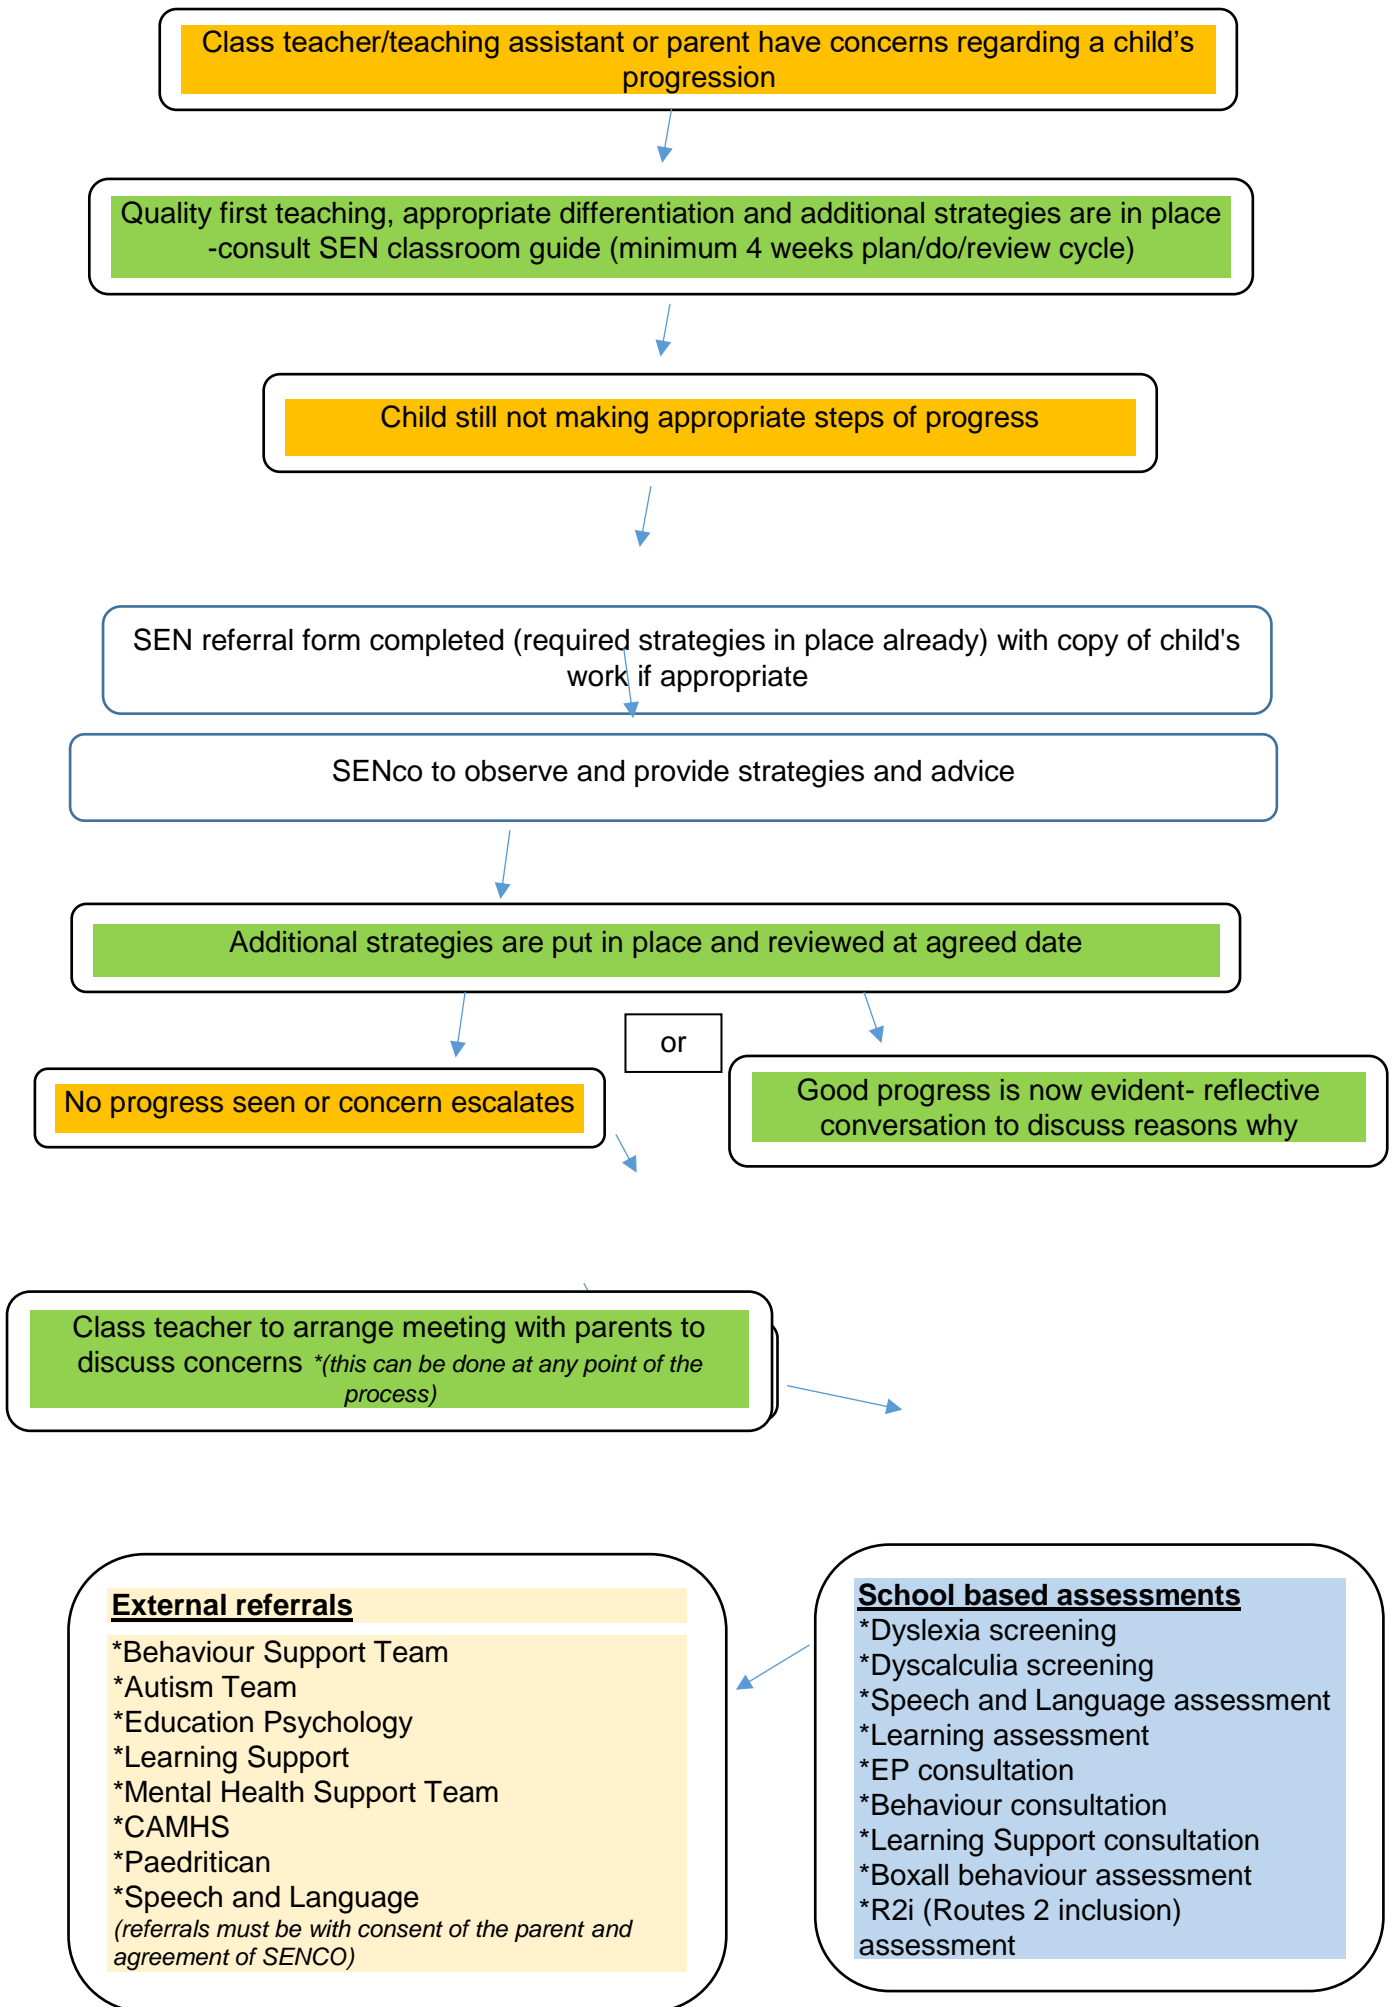 Class teacher/teaching assistant or parent have concerns regarding a child’s
progression
Quality first teaching, appropriate differentiation and additional strategies are in place
-consult SEN classroom guide (minimum 4 weeks plan/do/review cycle)
Child still not making appropriate steps of progress
SEN referral form completed (required strategies in place already) with copy of child's
work if appropriate
SENco to observe and provide strategies and advice
Additional strategies are put in place and reviewed at agreed date
or
No progress seen or concern escalates
Good progress is now evident- reflective
conversation to discuss reasons why
Class teacher to arrange meeting with parents to
discuss concerns *(this can be done at any point of the
process)
External referrals
*Behaviour Support Team
*Autism Team
*Education Psychology
*Learning Support
*Mental Health Support Team
*CAMHS
*Paedritican
*Speech and Language
(referrals must be with consent of the parent and
agreement of SENCO)
School based assessments
*Dyslexia screening
*Dyscalculia screening
*Speech and Language assessment
*Learning assessment
*EP consultation
*Behaviour consultation
*Learning Support consultation
*Boxall behaviour assessment
*R2i (Routes 2 inclusion)
assessment